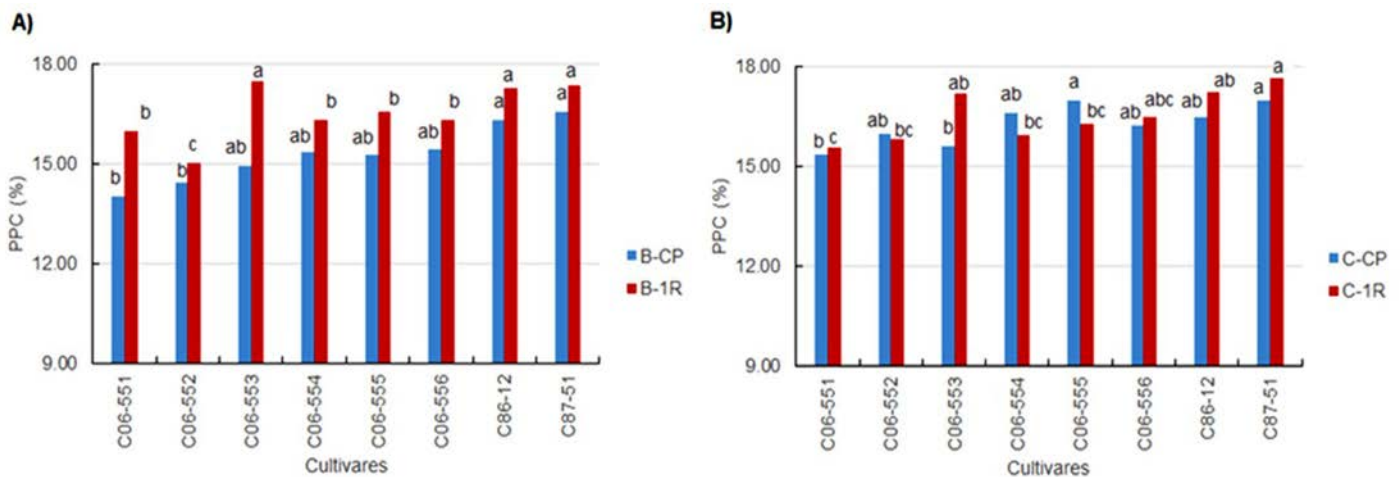 A)
18.00
15.00
12.00
9.00
PPC (%)
b b b c ab a ab b ab b ab b a a a a
C06-551
C06-552
C06-553
C06-554
C06-555
C06-556
C86-12
C87-51
Cultivares
B-CP
B-1R
B)
18.00
15.00
12.00
9.00
PPC (%)
b c ab bc b ab ab bc a bc ab abc ab ab a a
C06-551
C06-552
C06-553
C06-554
C06-555
C06-556
C86-12
C87-51
Cultivares
C-CP
C-1R